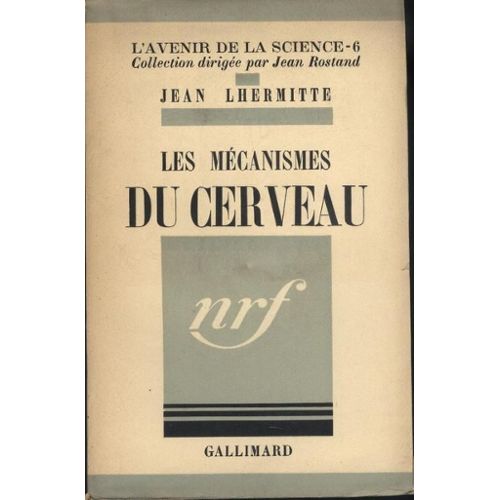 L'AVENIR DE LA SCIENCE-6
Collection dirigée par Jean Rostand
JEAN LHERMITTE
LES MÉCANISMES
DU CERVEAU
nrf
GALLIMARD